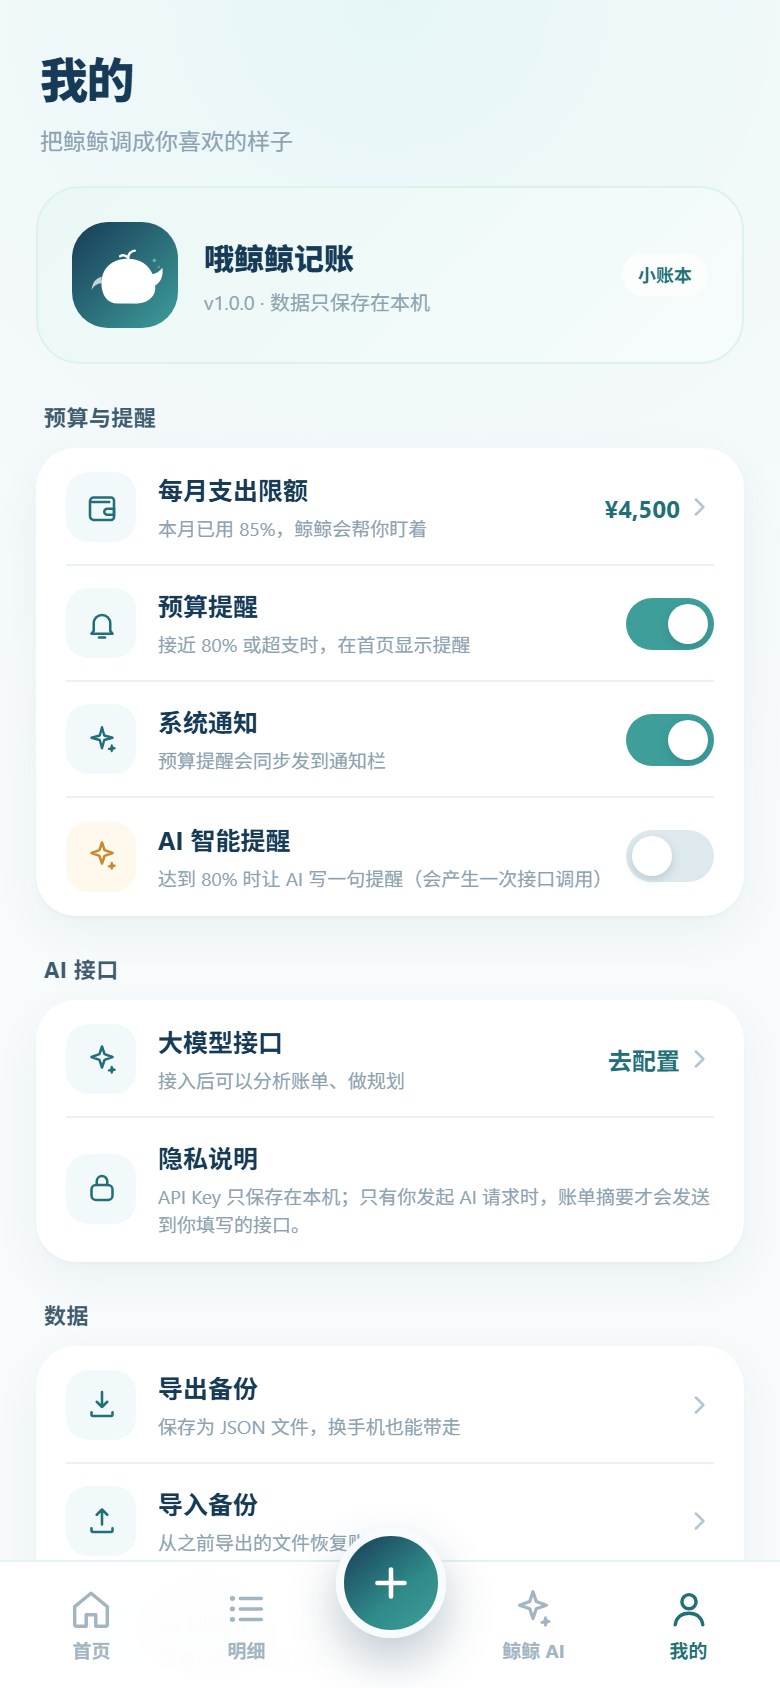 我的
把鲸鲸调成你喜欢的样子
哦鲸鲸记账
v1.0.0 · 数据只保存在本机
小账本
预算与提醒
每月支出限额
本月已用 85%，鲸鲸会帮你盯着
¥4,500
预算提醒
接近 80% 或超支时，在首页显示提醒
系统通知
预算提醒会同步发到通知栏
AI 智能提醒
达到 80% 时让 AI 写一句提醒（会产生一次接口调用）
AI 接口
大模型接口
接入后可以分析账单、做规划
去配置
隐私说明
API Key 只保存在本机；只有你发起 AI 请求时，账单摘要才会发送
到你填写的接口。
数据
导出备份
保存为 JSON 文件，换手机也能带走
导入备份
从之前导出的文件恢复
首页
明细
鲸鲸 AI
我的